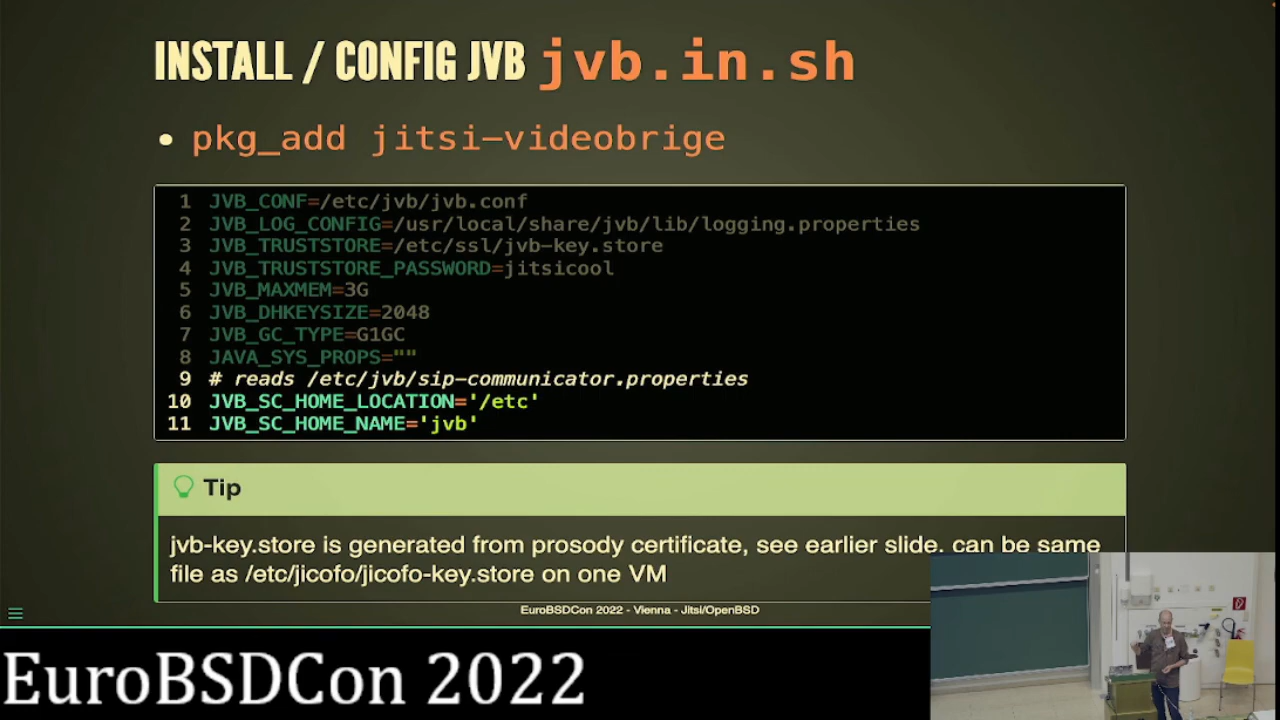 INSTALL / CONFIG JVB jvb.in.sh
• pkg_add jitsi-videobrige
1 JVB_CONF=/etc/jvb/jvb.conf
2 JVB_LOG_CONFIG=/usr/local/share/jvb/lib/logging.properties
3 JVB_TRUSTSTORE=/etc/ssl/jvb-key.store
4 JVB_TRUSTSTORE_PASSWORD=jitsicool
5 JVB_MAXMEM=3G
6 JVB_DHKEYSIZE=2048
7 JVB_GC_TYPE=G1GC
8 JAVA_SYS_PROPS=""
9 # reads /etc/jvb/sip-communicator.properties
10 JVB_SC_HOME_LOCATION='/etc'
11 JVB_SC_HOME_NAME='jvb'
Tip
jvb-key.store is generated from prosody certificate, see earlier slide, can be same
file as /etc/jicofo/jicofo-key.store on one VM
EuroBSDCon 2022 - Vienna - Jitsi/OpenBSD
EuroBSDCon 2022